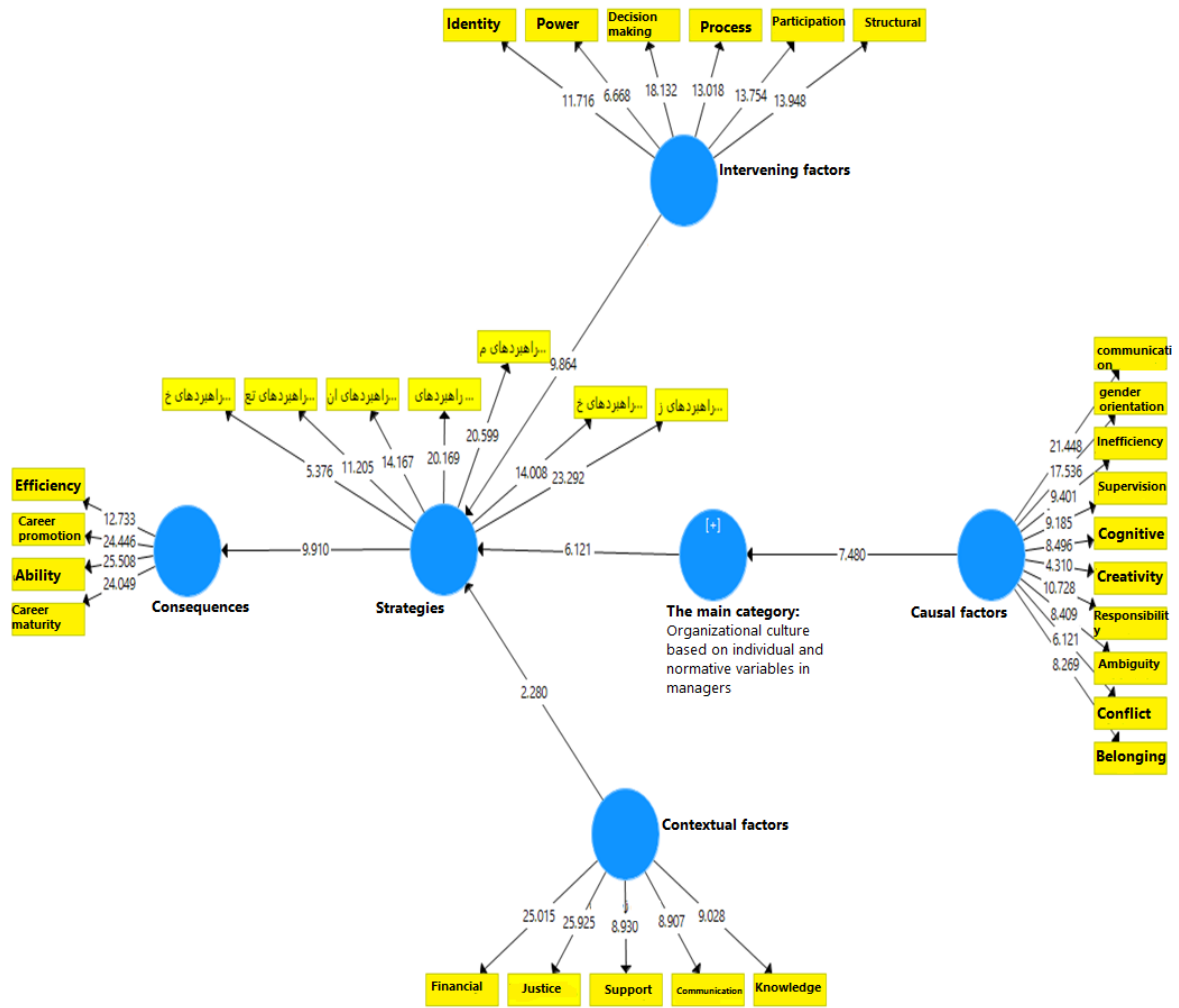 Identity
Power
Decision
making
Process
Participation
Structural
11.716
6.668
18.132
13.018
13.754
13.948
Intervening factors
9.864
...راهبردهای م
...راهبردهای خ
...راهبردهای تع
...راهبردهای ان
... راهبردهای
...راهبردهای خ
...راهبردهای ز
5.376
11.205
14.167
20.169
20.599
14.008
23.292
Efficiency
Career
promotion
Ability
Career
maturity
12.733
24.446
25.508
24.049
Consequences
9.910
Strategies
6.121
[+]
The main category:
Organizational culture
based on individual and
normative variables in
managers
7.480
Causal factors
communicati
on
gender
orientation
Inefficiency
Supervision
Cognitive
Creativity
Responsibilit
y
Ambiguity
Conflict
Belonging
21.448
17.536
9.401
9.185
8.496
4.310
10.728
8.409
6.121
8.269
2.280
Contextual factors
25.015
25.925
8.930
8.907
9.028
Financial
Justice
Support
Communication
Knowledge